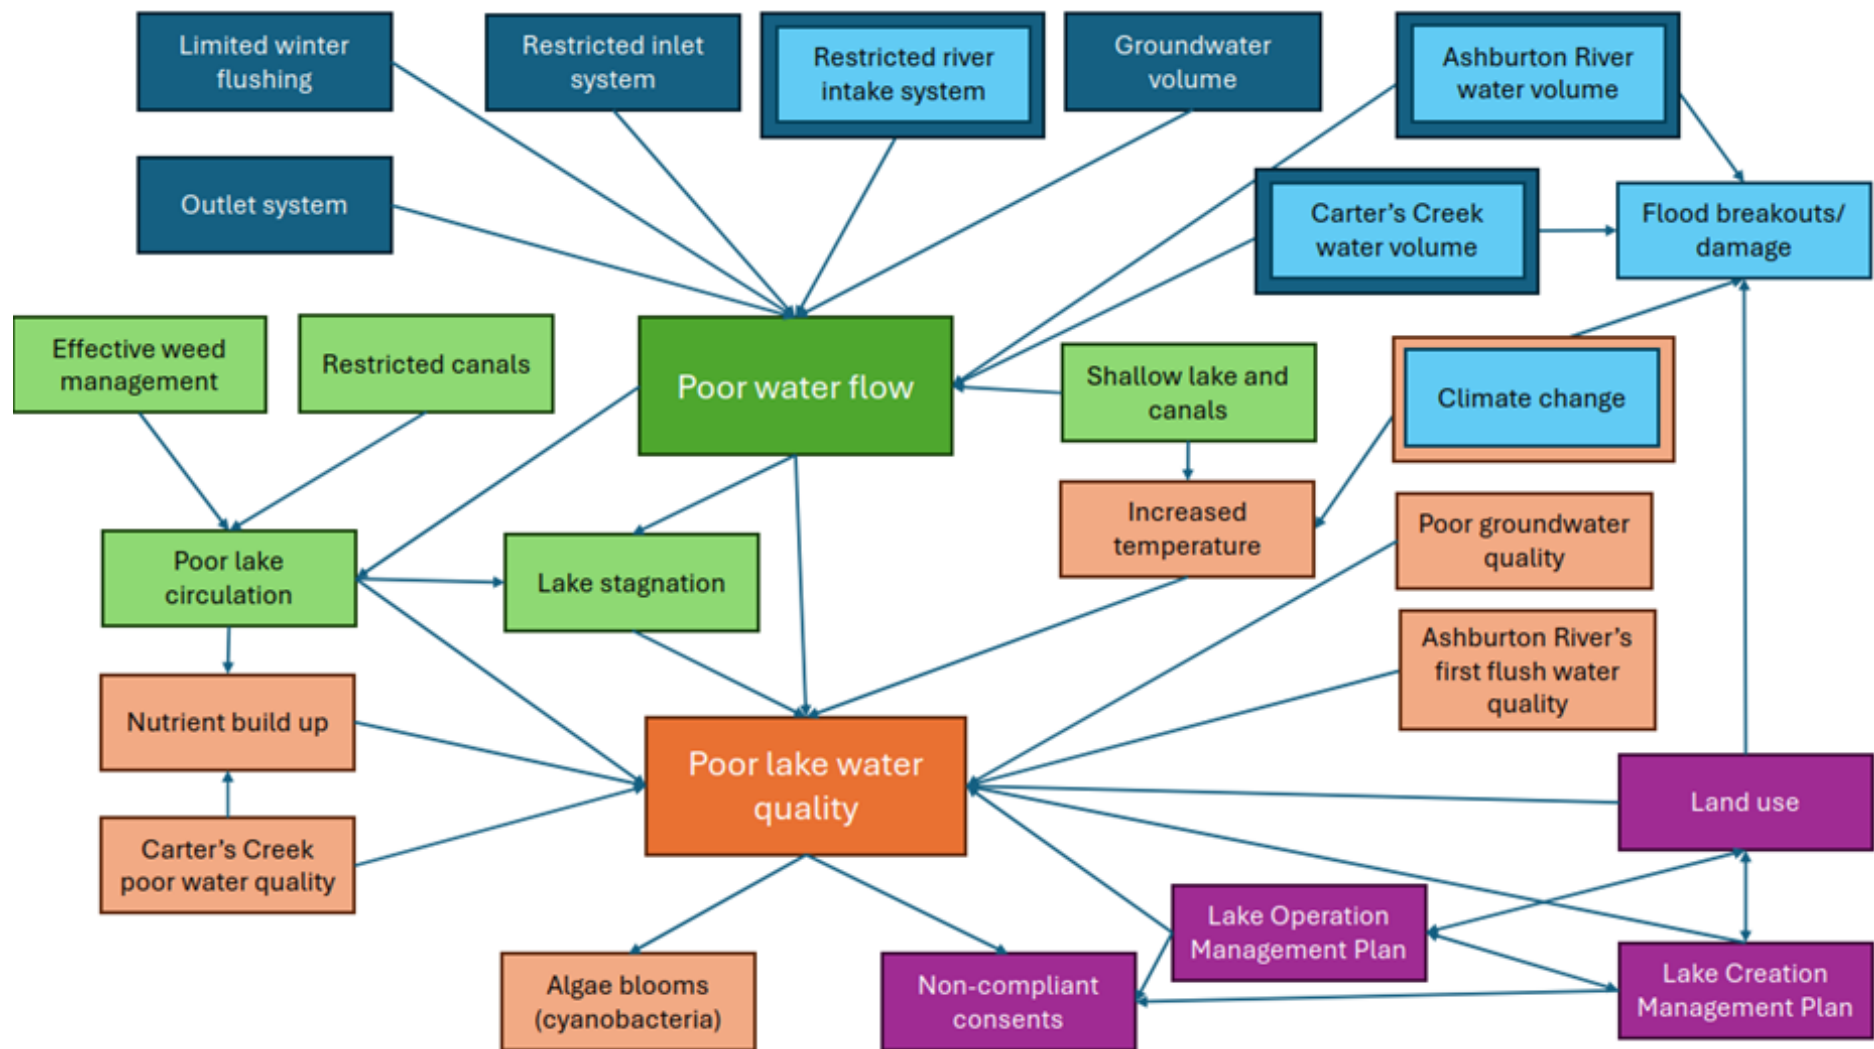 Limited winter
flushing
Restricted inlet
system
Restricted river
intake system
Groundwater
volume
Ashburton River
water volume
Outlet system
Carter's Creek
water volume
Flood breakouts/
damage
Effective weed
management
Restricted canals
Poor water flow
Shallow lake and
canals
Climate change
Poor lake
circulation
Lake stagnation
Increased
temperature
Poor groundwater
quality
Ashburton River's
first flush water
quality
Nutrient build up
Poor lake water
quality
Land use
Carter's Creek
poor water quality
Lake Operation
Management Plan
Algae blooms
(cyanobacteria)
Non-compliant
consents
Lake Creation
Management Plan